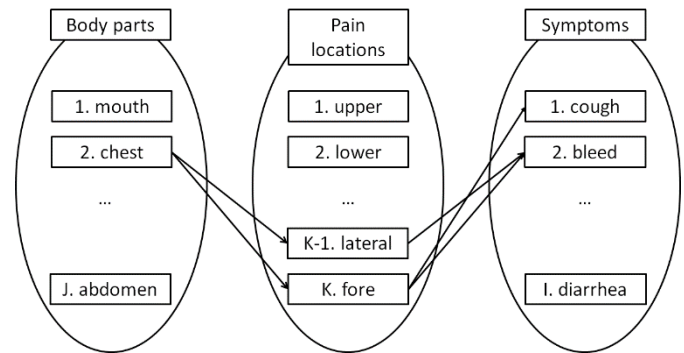 Body parts
1. mouth
2. chest
...
J. abdomen
Pain
locations
1. upper
2. lower
...
K-1. lateral
K. fore
Symptoms
1. cough
2. bleed
...
I. diarrhea